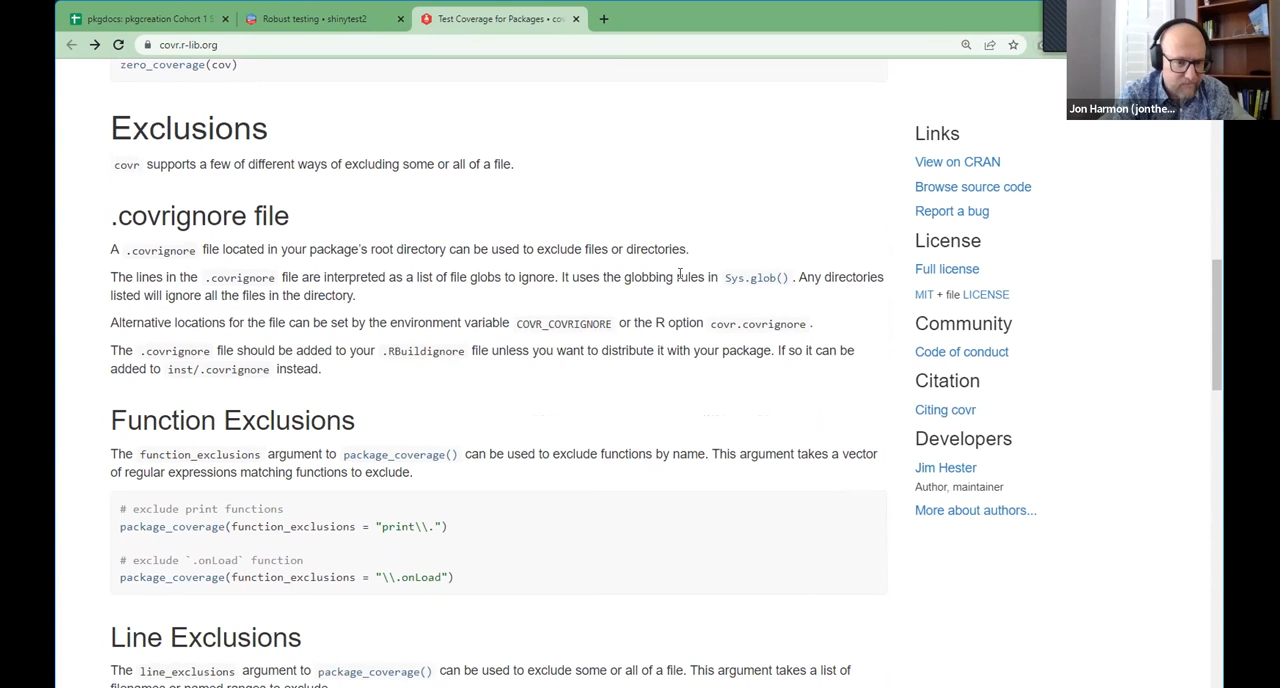 pkgdocs: pkgcreation Cohort 1 S
Robust testing • shinytest2
Test Coverage for Packages • cov
covr.r-lib.org
Jon Harmon (jonthe...
zero_coverage(cov)
Exclusions
covr supports a few of different ways of excluding some or all of a file.
.covrignore file
A .covrignore file located in your package's root directory can be used to exclude files or directories.
The lines in the .covrignore file are interpreted as a list of file globs to ignore. It uses the globbing rules in Sys.glob() . Any directories
listed will ignore all the files in the directory.
Alternative locations for the file can be set by the environment variable COVR_COVRIGNORE or the R option covr.covrignore .
The .covrignore file should be added to your .RBuildignore file unless you want to distribute it with your package. If so it can be
added to inst/.covrignore instead.
Function Exclusions
The function_exclusions argument to package_coverage() can be used to exclude functions by name. This argument takes a vector
of regular expressions matching functions to exclude.
# exclude print functions
package_coverage(function_exclusions = "print\\.")
# exclude `.onLoad` function
package_coverage(function_exclusions = "\\.onLoad")
Line Exclusions
The line_exclusions argument to package_coverage() can be used to exclude some or all of a file. This argument takes a list of
filenames or named ranges to exclude.
Links
View on CRAN
Browse source code
Report a bug
License
Full license
MIT + file LICENSE
Community
Code of conduct
Citation
Citing covr
Developers
Jim Hester
Author, maintainer
More about authors...